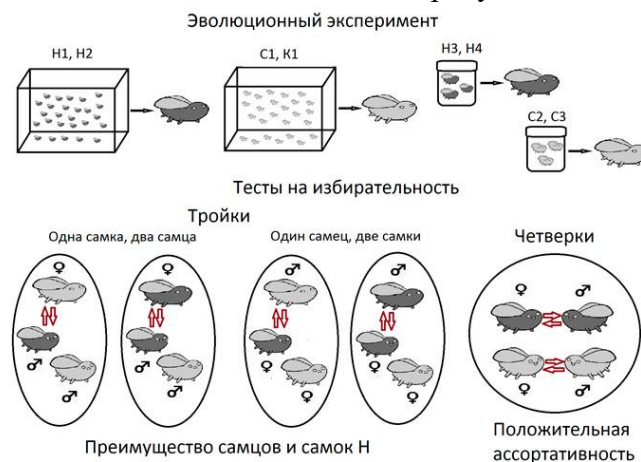 Эволюционный эксперимент
Н1, Н2
С1, К1
Н3, Н4
С2, С3
Тесты на избирательность
Тройки
Одна самка, два самца
Один самец, две самки
Четверки
♀ ♀ ♂ ♂
♀ ♂
♂ ♂ ♀ ♀
♂ ♂ ♀ ♀
♀ ♂
Преимущество самцов и самок Н
Положительная
ассортативность